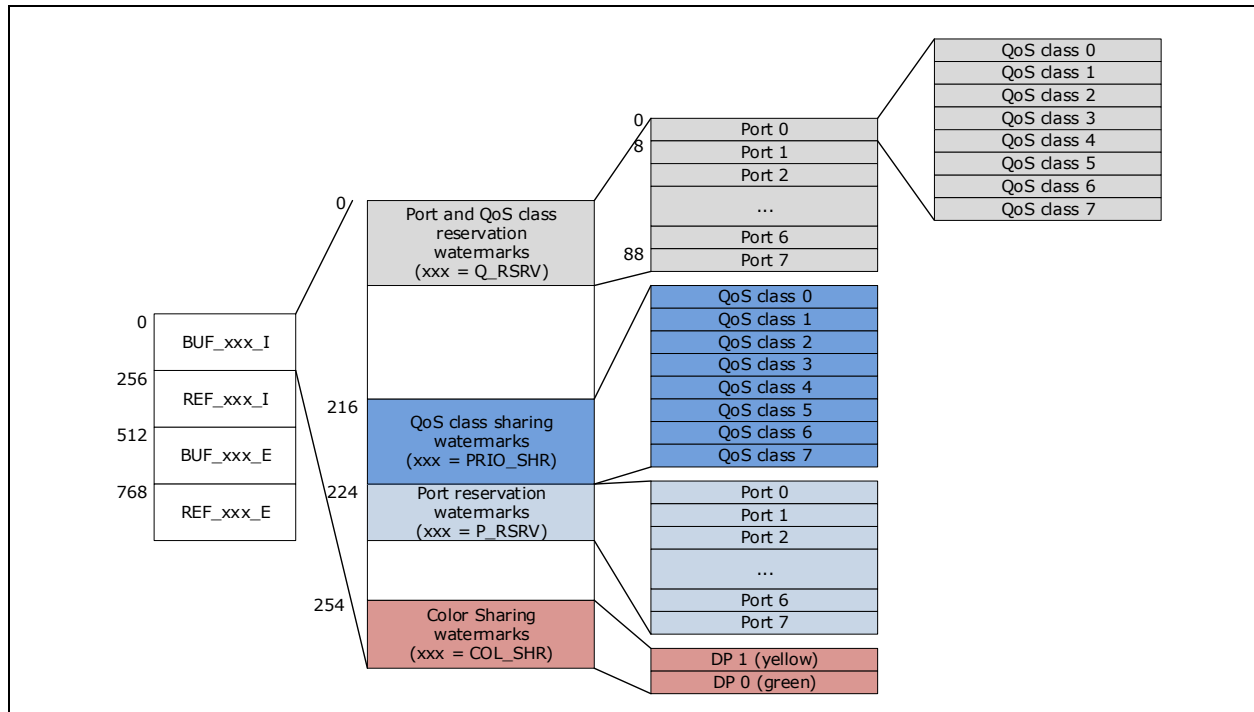 0
256
512
768
BUF_xxx_I
REF_xxx_I
BUF_xxx_E
REF_xxx_E
0
216
224
254
Port and QoS class
reservation
watermarks
(xxx = Q_RSRV)
QoS class sharing
watermarks
(xxx = PRIO_SHR)
Port reservation
watermarks
(xxx = P_RSRV)
Color Sharing
watermarks
(xxx = COL_SHR)
0
8
88
Port 0
Port 1
Port 2
...
Port 6
Port 7
QoS class 0
QoS class 1
QoS class 2
QoS class 3
QoS class 4
QoS class 5
QoS class 6
QoS class 7
QoS class 0
QoS class 1
QoS class 2
QoS class 3
QoS class 4
QoS class 5
QoS class 6
QoS class 7
Port 0
Port 1
Port 2
...
Port 6
Port 7
DP 1 (yellow)
DP 0 (green)